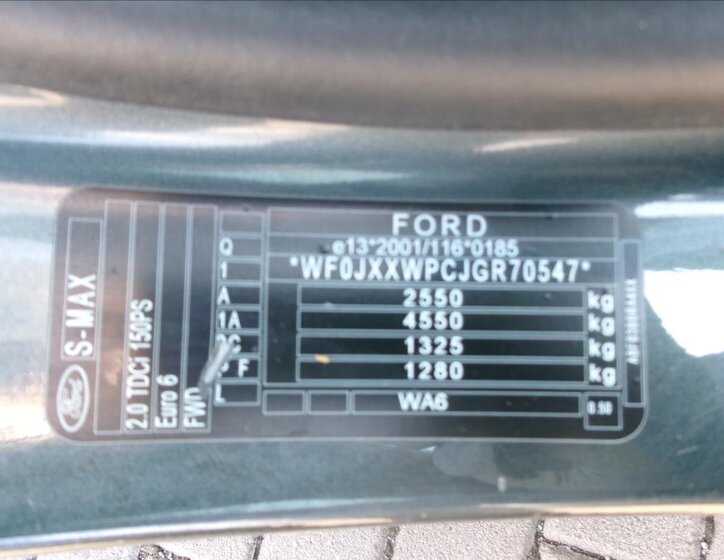 FORD
Q e13*2001/116*0185
1 *WF0JXXWPCJGR70547*
A 2550 kg
1A 4550 kg
1325 kg
F 1280 kg
L WA6
S-MAX
Ford
2.0 TDCi 150PS
Euro 6
FWD